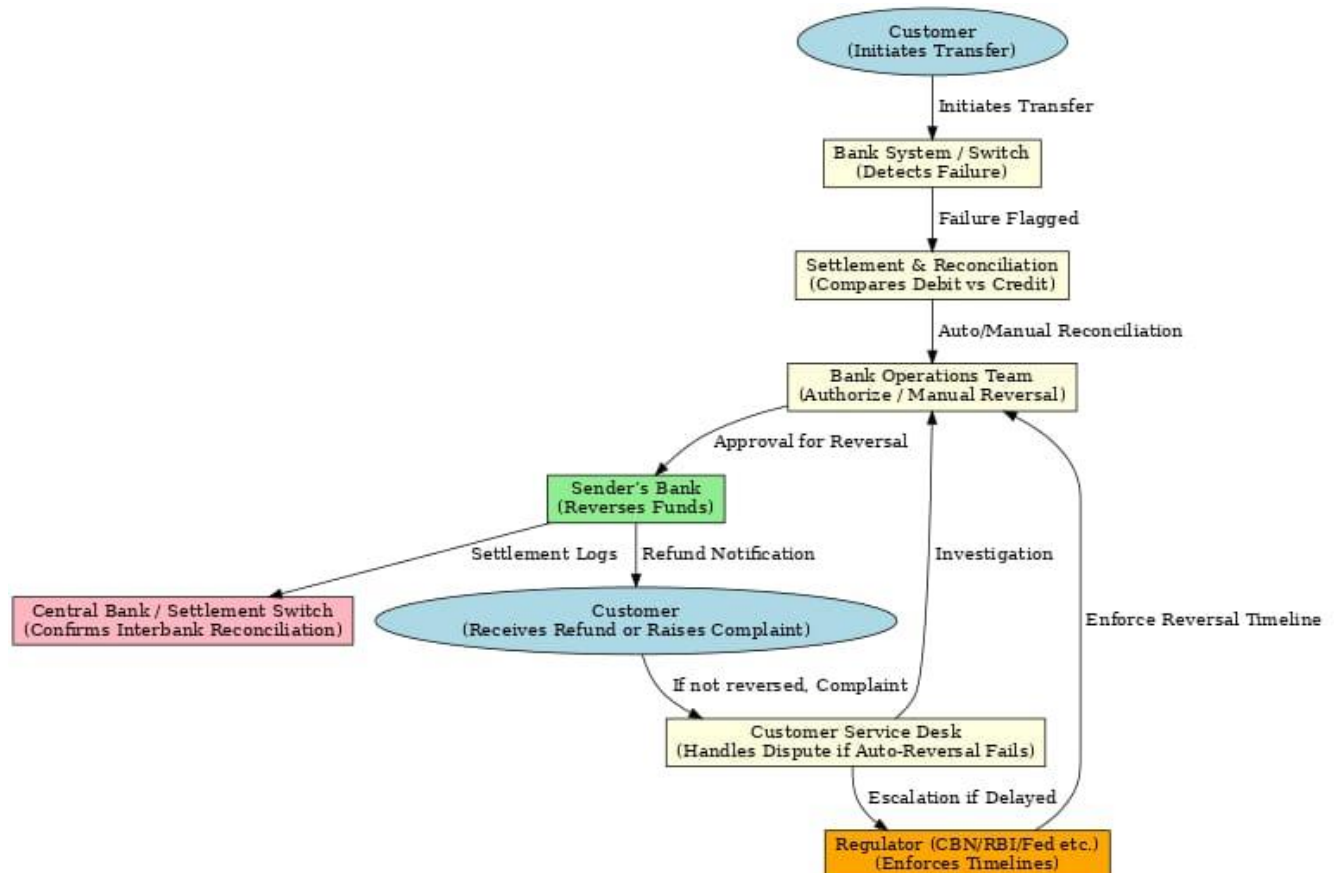 Customer
(Initiates Transfer)
Initiates Transfer
Bank System / Switch
(Detects Failure)
Failure Flagged
Settlement & Reconciliation
(Compares Debit vs Credit)
Auto/Manual Reconciliation
Bank Operations Team
(Authorize / Manual Reversal)
Approval for Reversal
Sender's Bank
(Reverses Funds)
Settlement Logs
Refund Notification
Investigation
Central Bank / Settlement Switch
(Confirms Interbank Reconciliation)
Customer
(Receives Refund or Raises Complaint)
Enforce Reversal Timeline
If not reversed, Complaint
Customer Service Desk
(Handles Dispute if Auto-Reversal Fails)
Escalation if Delayed
Regulator (CBN/RBI/Fed etc.)
(Enforces Timelines)